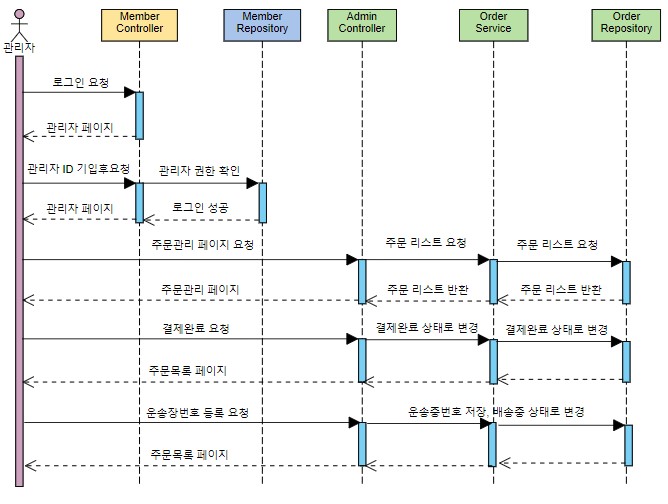 Member
Controller
Member
Repository
Admin
Controller
Order
Service
Order
Repository
관리자
로그인 요청
관리자 페이지
관리자 ID 기입후요청
관리자 권한 확인
관리자 페이지
로그인 성공
주문관리 페이지 요청
주문 리스트 요청
주문 리스트 요청
주문관리 페이지
주문 리스트 반환
주문 리스트 반환
결제완료 요청
결제완료 상태로 변경
결제완료 상태로 변경
주문목록 페이지
운송장번호 등록 요청
운송중번호 저장, 배송중 상태로 변경
주문목록 페이지